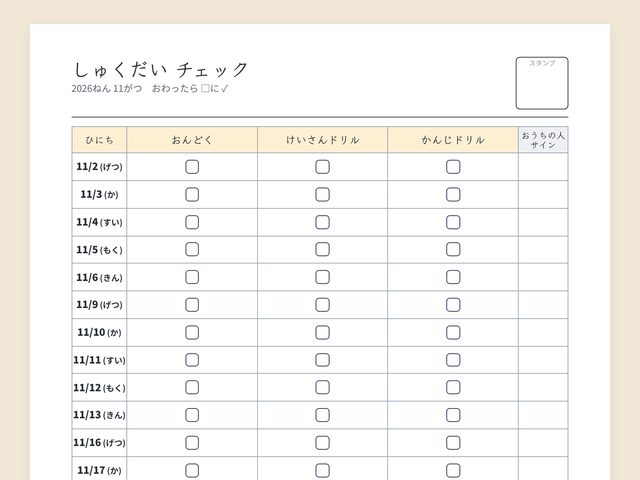 しゅくだい チェック
2026ねん 11がつ おわったら □に✓
スタンプ
ひにち おんどく けいさんドリル かんじドリル おうちの人
サイン
11/2 (げつ)
11/3 (か)
11/4 (すい)
11/5 (もく)
11/6 (きん)
11/9 (げつ)
11/10 (か)
11/11 (すい)
11/12 (もく)
11/13 (きん)
11/16 (げつ)
11/17 (か)